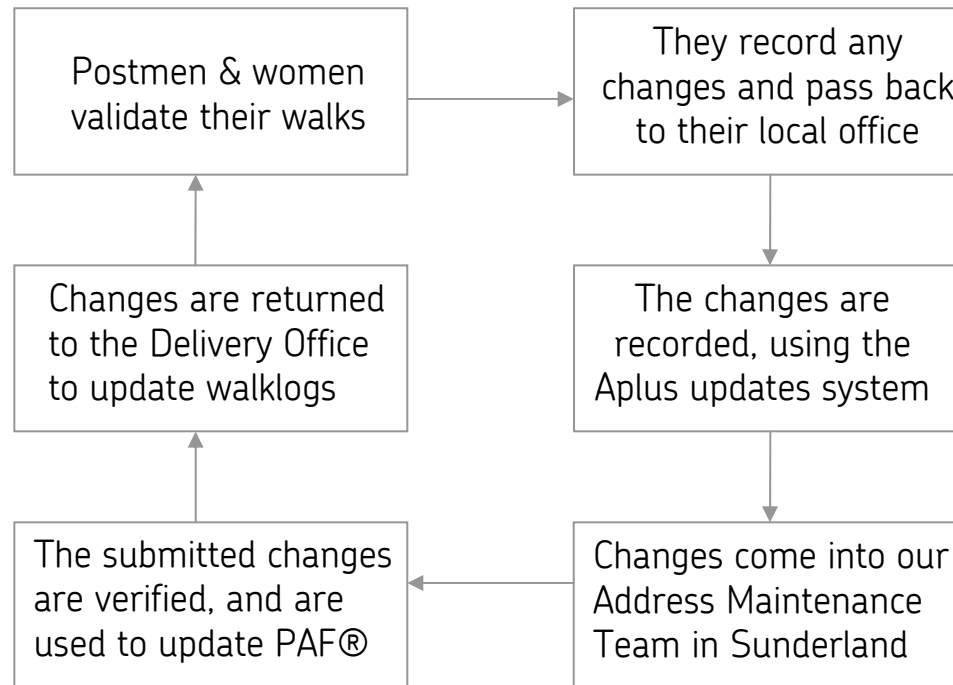 Postmen & women
validate their walks
They record any
changes and pass back
to their local office
The changes are
recorded, using the
Aplus updates system
Changes come into our
Address Maintenance
Team in Sunderland
The submitted changes
are verified, and are
used to update PAF®
Changes are returned
to the Delivery Office
to update walklogs